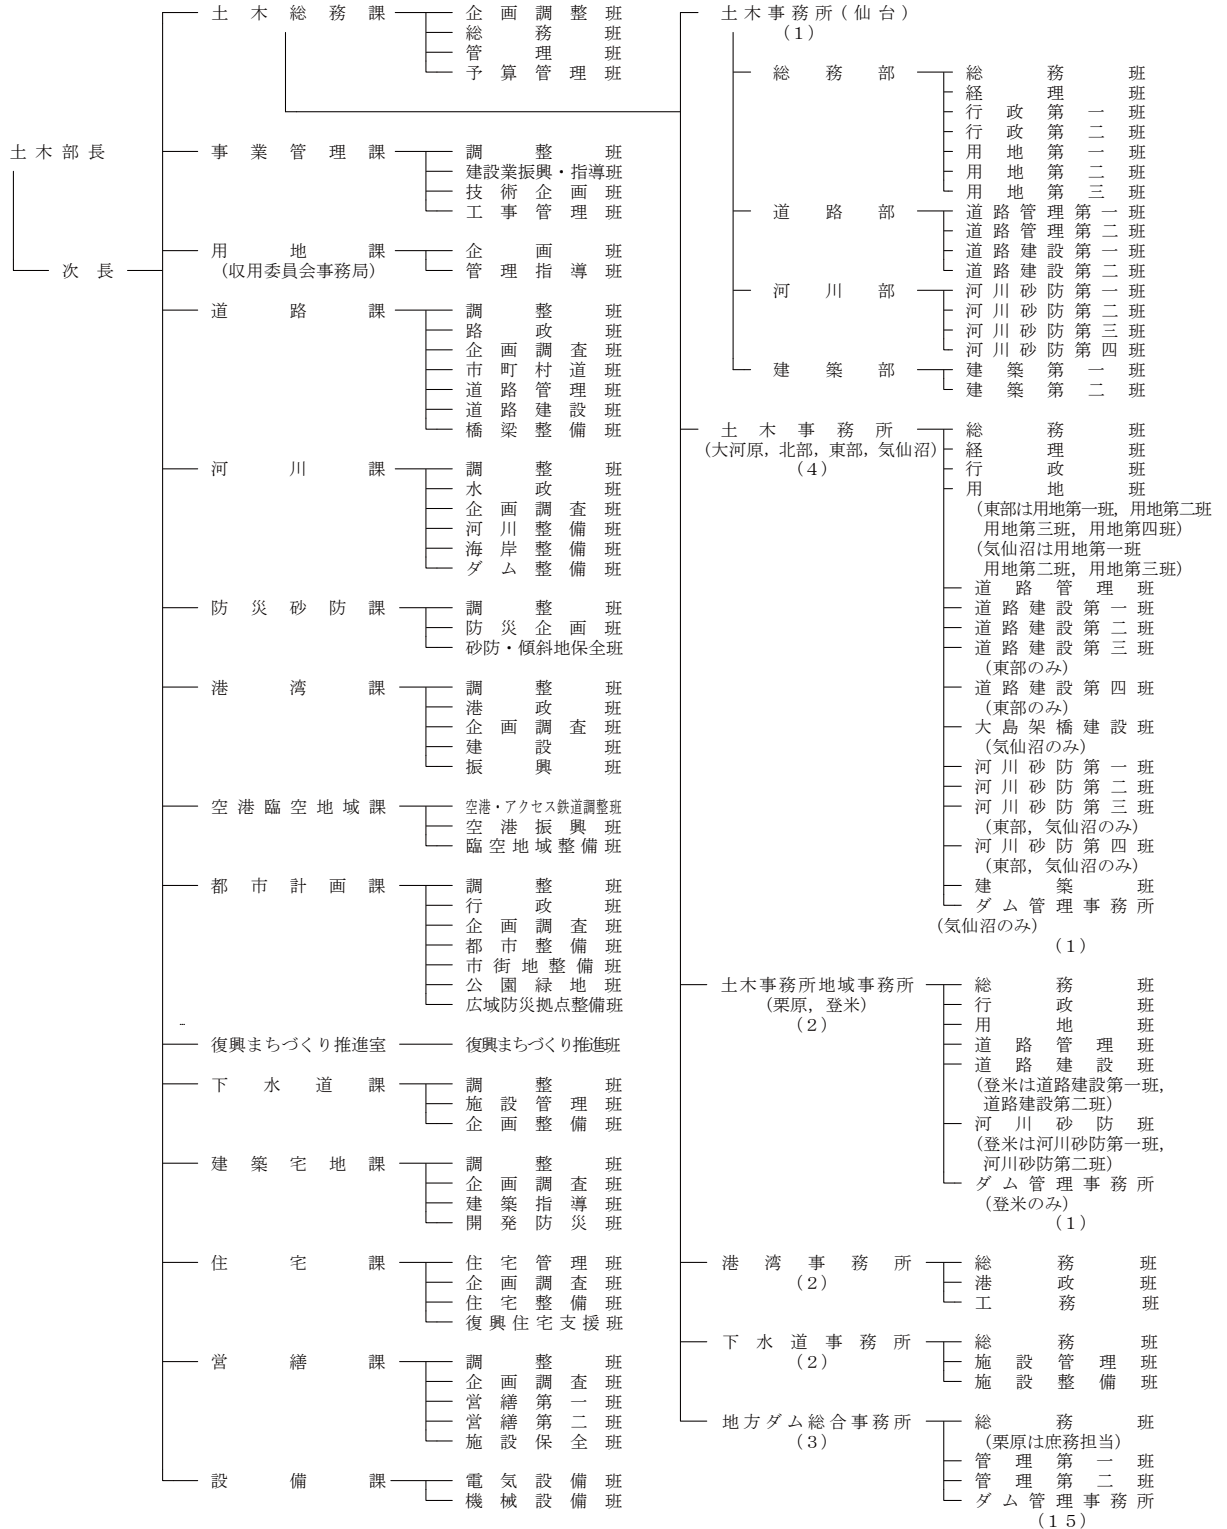 土木部長
次長
土木総務課
企画調整班
総務班
管理班
予算管理班
事業管理課
調整班
建設業振興・指導班
技術企画班
工事管理班
用地課
(収用委員会事務局)
企画班
管理指導班
道路課
調整班
路政班
企画調査班
市町村道班
道路管理班
道路建設班
橋梁整備班
河川課
調整班
水政班
企画調査班
河川整備班
海岸整備班
ダム整備班
防災砂防課
調整班
防災企画班
砂防・傾斜地保全班
港湾課
調整班
港政班
企画調査班
建設班
振興班
空港臨空地域課
空港・アクセス鉄道調整班
空港振興班
臨空地域整備班
都市計画課
調整班
行政班
企画調査班
都市整備班
市街地整備班
公園緑地班
広域防災拠点整備班
復興まちづくり推進室
復興まちづくり推進班
下水道課
調整班
施設管理班
企画整備班
建築宅地課
調整班
企画調査班
建築指導班
開発防災班
住宅課
住宅管理班
企画調査班
住宅整備班
復興住宅支援班
営繕課
調整班
企画調査班
営繕第一班
営繕第二班
施設保全班
設備課
電気設備班
機械設備班
土木事務所(仙台)
(1)
総務部
総務班
経理班
行政第一班
行政第二班
用地第一班
用地第二班
用地第三班
道路部
道路管理第一班
道路管理第二班
道路建設第一班
道路建設第二班
河川部
河川砂防第一班
河川砂防第二班
河川砂防第三班
河川砂防第四班
建築部
建築第一班
建築第二班
土木事務所
(大河原，北部，東部，気仙沼)
(4)
総務班
経理班
行政班
用地班
(東部は用地第一班，用地第二班
用地第三班，用地第四班)
(気仙沼は用地第一班
用地第二班，用地第三班)
道路管理班
道路建設第一班
道路建設第二班
道路建設第三班
(東部のみ)
道路建設第四班
(東部のみ)
大島架橋建設班
(気仙沼のみ)
河川砂防第一班
河川砂防第二班
河川砂防第三班
(東部，気仙沼のみ)
河川砂防第四班
(東部，気仙沼のみ)
建築班
ダム管理事務所
(気仙沼のみ)
(1)
土木事務所地域事務所
(栗原，登米)
(2)
総務班
行政班
用地班
道路管理班
道路建設班
(登米は道路建設第一班，
道路建設第二班)
河川砂防班
(登米は河川砂防第一班，
河川砂防第二班)
ダム管理事務所
(登米のみ)
(1)
港湾事務所
(2)
総務班
港政班
工務班
下水道事務所
(2)
総務班
施設管理班
施設整備班
地方ダム総合事務所
(3)
総務班
(栗原は庶務担当)
管理第一班
管理第二班
ダム管理事務所
(15)